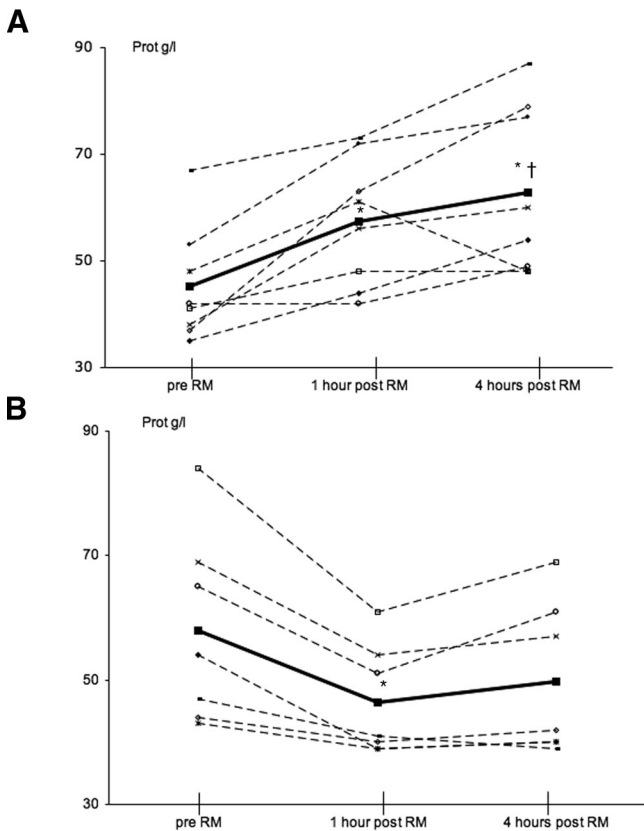 A
Prot g/l
90
70
* †
*
50
30
pre RM
1 hour post RM
4 hours post RM
B
Prot g/l
90
70
50
*
30
pre RM
1 hour post RM
4 hours post RM